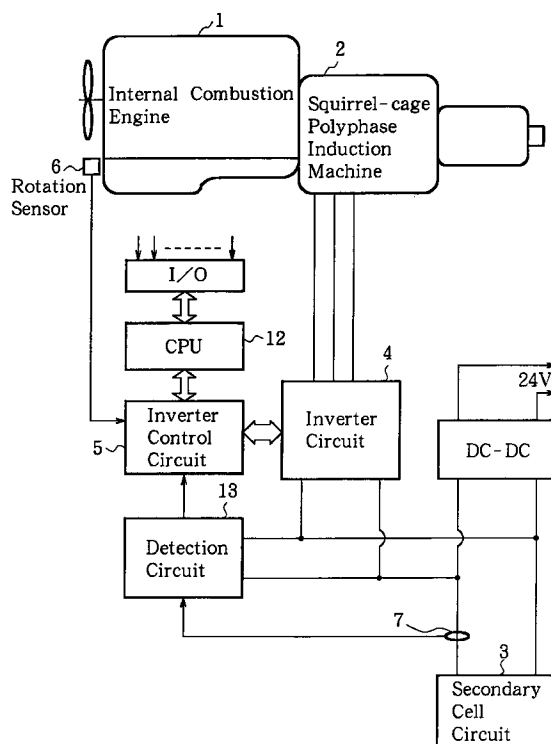 1
2
Internal Combustion
Engine
Squirrel-cage
Polyphase
Induction
Machine
6
Rotation
Sensor
I/O
CPU
12
4
24V
Inverter
Control
Circuit
5
Inverter
Circuit
DC-DC
13
Detection
Circuit
7
3
Secondary
Cell
Circuit